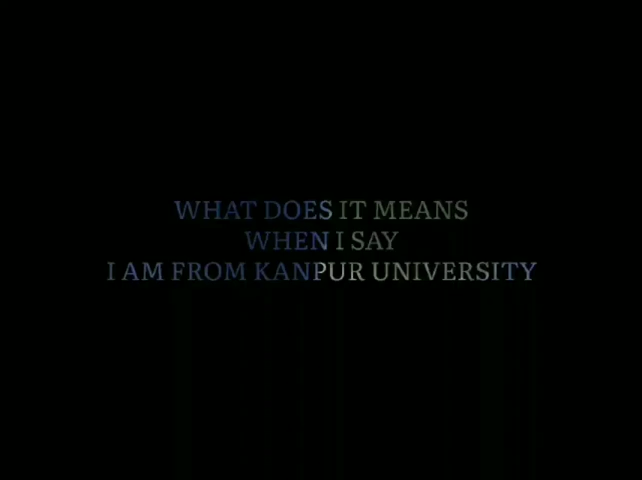 WHAT DOES IT MEANS
WHEN I SAY
I AM FROM KANPUR UNIVERSITY